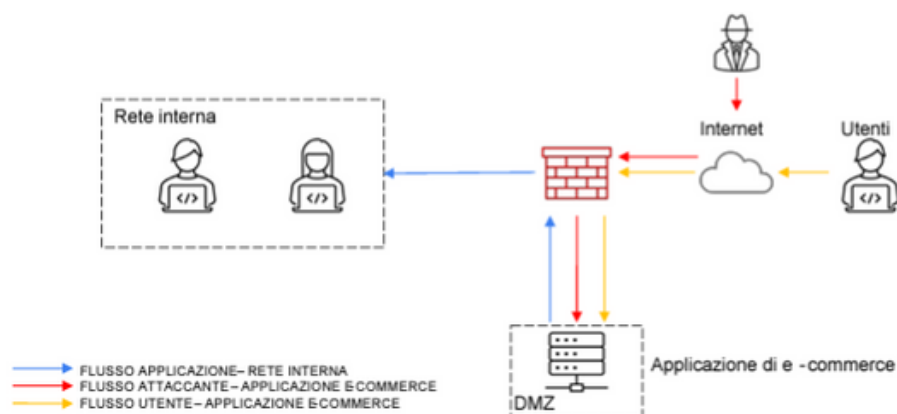 Rete interna
Internet
Utenti
Applicazione di e -commerce
DMZ
FLUSSO APPLICAZIONE– RETE INTERNA
FLUSSO ATTACCANTE – APPLICAZIONE E-COMMERCE
FLUSSO UTENTE– APPLICAZIONE E-COMMERCE